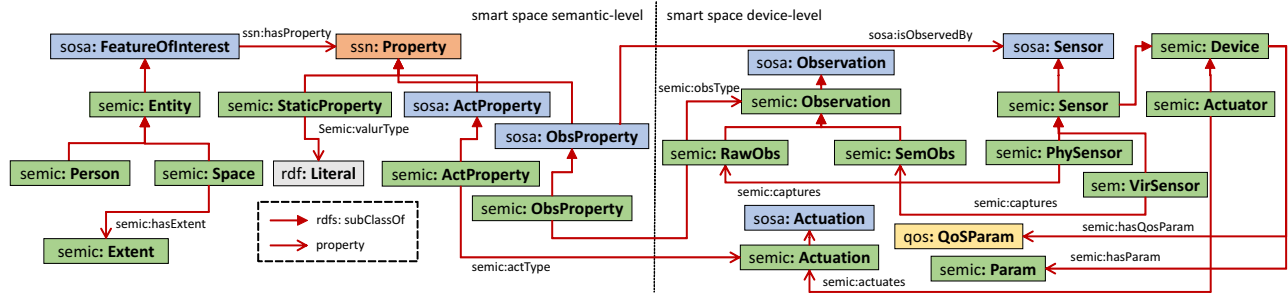 smart space semantic-level
smart space device-level
sosa: FeatureOfInterest
ssn:hasProperty
ssn: Property
sosa:isObservedBy
sosa: Sensor
semic: Device
sosa: Observation
semic: Entity
semic: StaticProperty
sosa: ActProperty
semic:obsType
semic: Observation
semic: Sensor
semic: Actuator
Semic:valurType
sosa: ObsProperty
semic: Person
semic: Space
rdf: Literal
semic: ActProperty
semic: RawObs
semic: SemObs
semic: PhySensor
sem: VirSensor
semic:captures
semic:captures
semic: ObsProperty
semic:hasExtent
semic: Extent
rdfs: subClassOf
property
sosa: Actuation
semic: Actuation
semic:actType
semic:actuates
qos: QoSParam
semic:hasQosParam
semic: Param
semic:hasParam